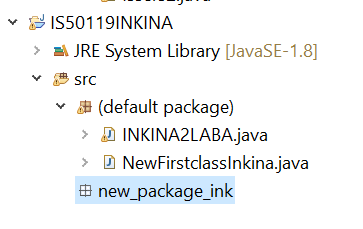 IS50119INKINA
JRE System Library [JavaSE-1.8]
src
(default package)
INKINA2LABA.java
NewFirstclassInkina.java
new_package_ink